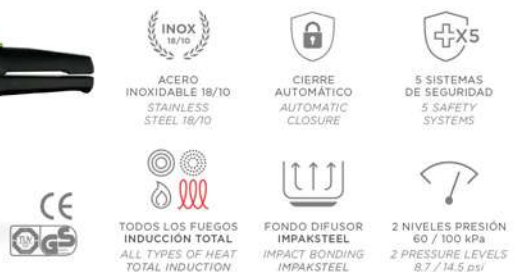 INOX
18/10
ACERO
INOXIDABLE 18/10
STAINLESS
STEEL 18/10
CIERRE
AUTOMÁTICO
AUTOMATIC
CLOSURE
X5
5 SISTEMAS
DE SEGURIDAD
5 SAFETY
SYSTEMS
CE
TÜV
GS
TODOS LOS FUEGOS
INDUCCIÓN TOTAL
ALL TYPES OF HEAT
TOTAL INDUCTION
FONDO DIFUSOR
IMPAKSTEEL
IMPACT BONDING
IMPAKSTEEL
2 NIVELES PRESIÓN
60 / 100 kPa
2 PRESSURE LEVELS
8.7 / 14.5 psi